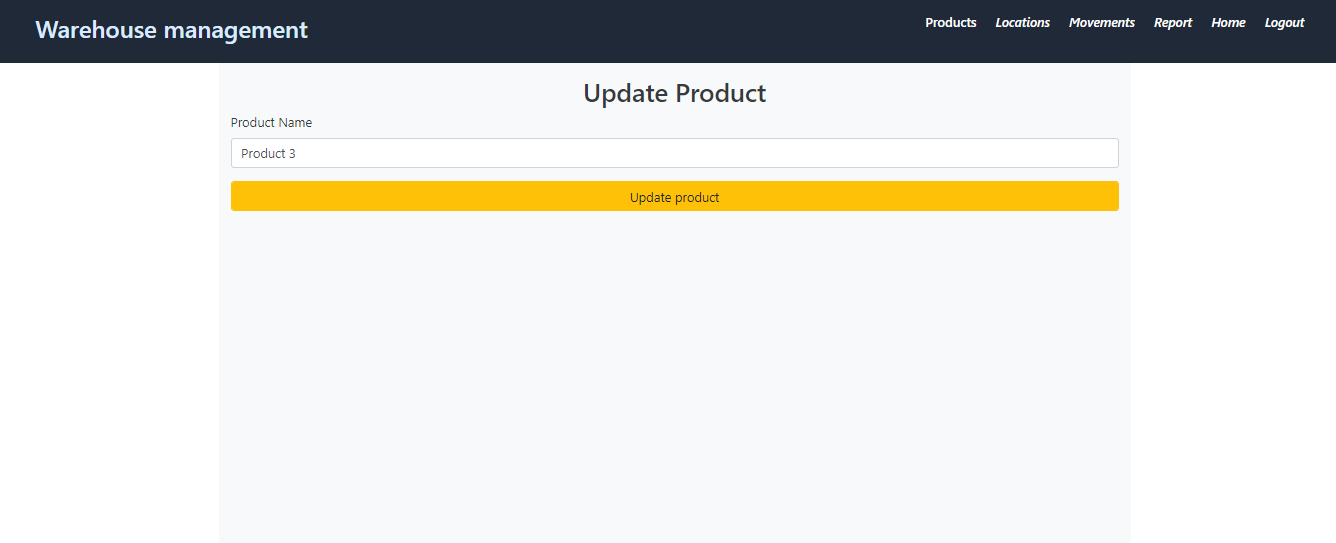 Warehouse management
Products Locations Movements Report Home Logout
Update Product
Product Name
Product 3
Update product